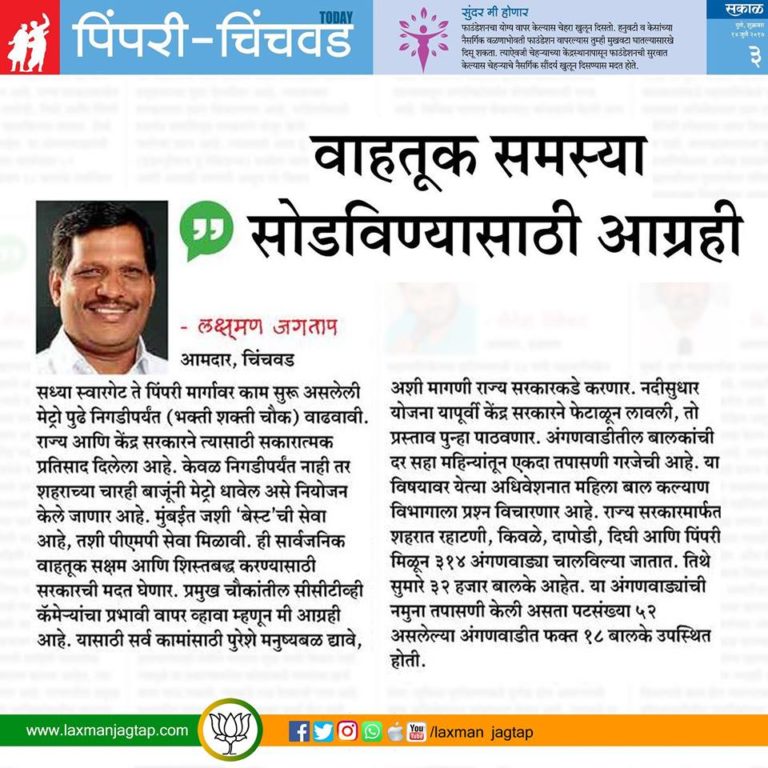 पिंपरी-चिंचवड
TODAY
सुंदर मी होणार
फाउंडेशनचा योग्य वापर केल्यास चेहरा खुलून दिसतो. हनुवटी व केसांच्या
नैसर्गिक वळणाभोवती फाउंडेशन वापरल्यास तुम्ही मुखवटा घातल्यासारखे
दिसू शकता. त्याऐवजी चेहऱ्याच्या केंद्रस्थानापासून फाउंडेशनची सुरवात
केल्यास चेहऱ्याचे नैसर्गिक सौंदर्य खुलून दिसण्यास मदत होते.
सकाळ
पुणे, शुक्रवार
१४ जुलै २०१७
३
वाहतूक समस्या
सोडविण्यासाठी आग्रही
- लक्ष्मण जगताप
आमदार, चिंचवड
सध्या स्वारगेट ते पिंपरी मार्गावर काम सुरू असलेली
मेट्रो पुढे निगडीपर्यंत (भक्ती शक्ती चौक) वाढवावी.
राज्य आणि केंद्र सरकारने त्यासाठी सकारात्मक
प्रतिसाद दिलेला आहे. केवळ निगडीपर्यंत नाही तर
शहराच्या चारही बाजूंनी मेट्रो धावेल असे नियोजन
केले जाणार आहे. मुंबईत जशी ‘बेस्ट’ची सेवा
आहे, तशी पीएमपी सेवा मिळावी. ही सार्वजनिक
वाहतूक सक्षम आणि शिस्तबद्ध करण्यासाठी
सरकारची मदत घेणार. प्रमुख चौकांतील सीसीटीव्ही
कॅमेऱ्यांचा प्रभावी वापर व्हावा म्हणून मी आग्रही
आहे. यासाठी सर्व कामांसाठी पुरेशे मनुष्यबळ द्यावे,
अशी मागणी राज्य सरकारकडे करणार. नदीसुधार
योजना यापूर्वी केंद्र सरकारने फेटाळून लावली, तो
प्रस्ताव पुन्हा पाठवणार. अंगणवाडीतील बालकांची
दर सहा महिन्यांतून एकदा तपासणी गरजेची आहे. या
विषयावर येत्या अधिवेशनात महिला बाल कल्याण
विभागाला प्रश्न विचारणार आहे. राज्य सरकारमार्फत
शहरात रहाटणी, किवळे, दापोडी, दिघी आणि पिंपरी
मिळून ३१४ अंगणवाड्या चालविल्या जातात. तिथे
सुमारे ३२ हजार बालके आहेत. या अंगणवाड्यांची
नमुना तपासणी केली असता पटसंख्या ५२
असलेल्या अंगणवाडीत फक्त १८ बालके उपस्थित
होती.
www.laxmanjagtap.com
You Tube
/laxman jagtap